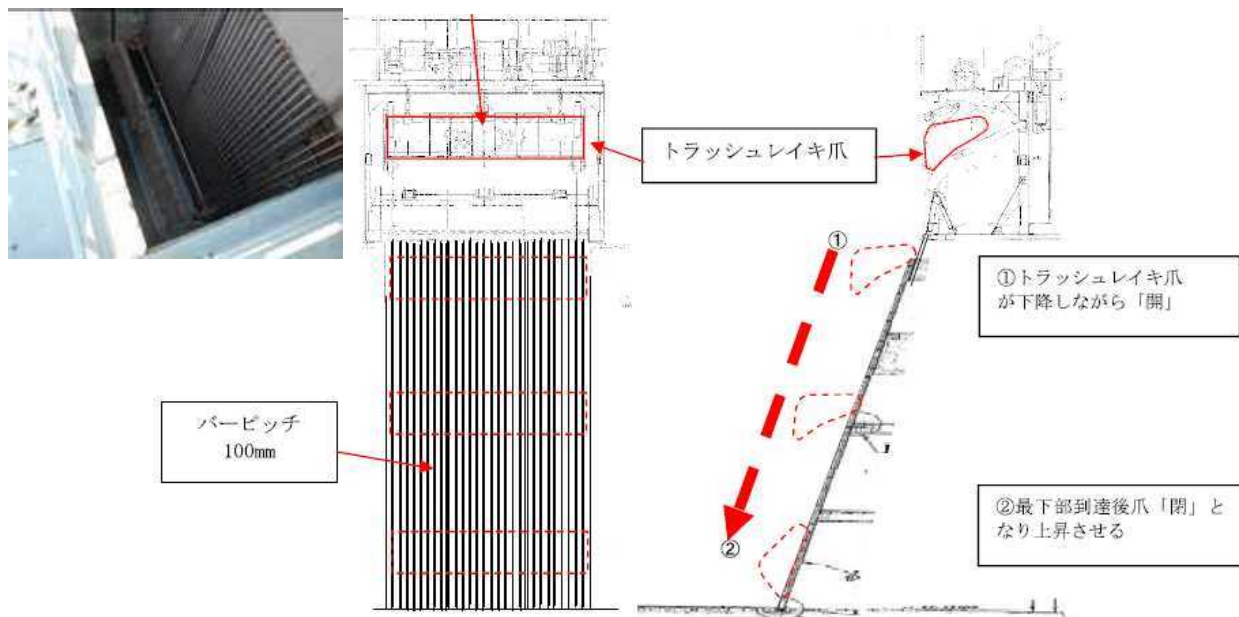 トラッシュレイキ爪
①
①トラッシュレイキ爪
が下降しながら「開」
バーピッチ
100mm
②最下部到達後爪「閉」と
なり上昇させる
②